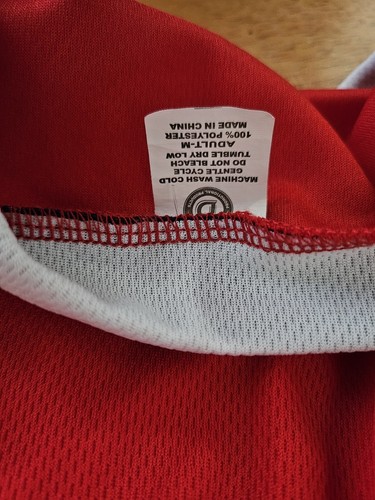 MACHINE WASH COLD
GENTLE CYCLE
DO NOT BLEACH
TUMBLE DRY LOW
ADULT-M
100% POLYESTER
MADE IN CHINA